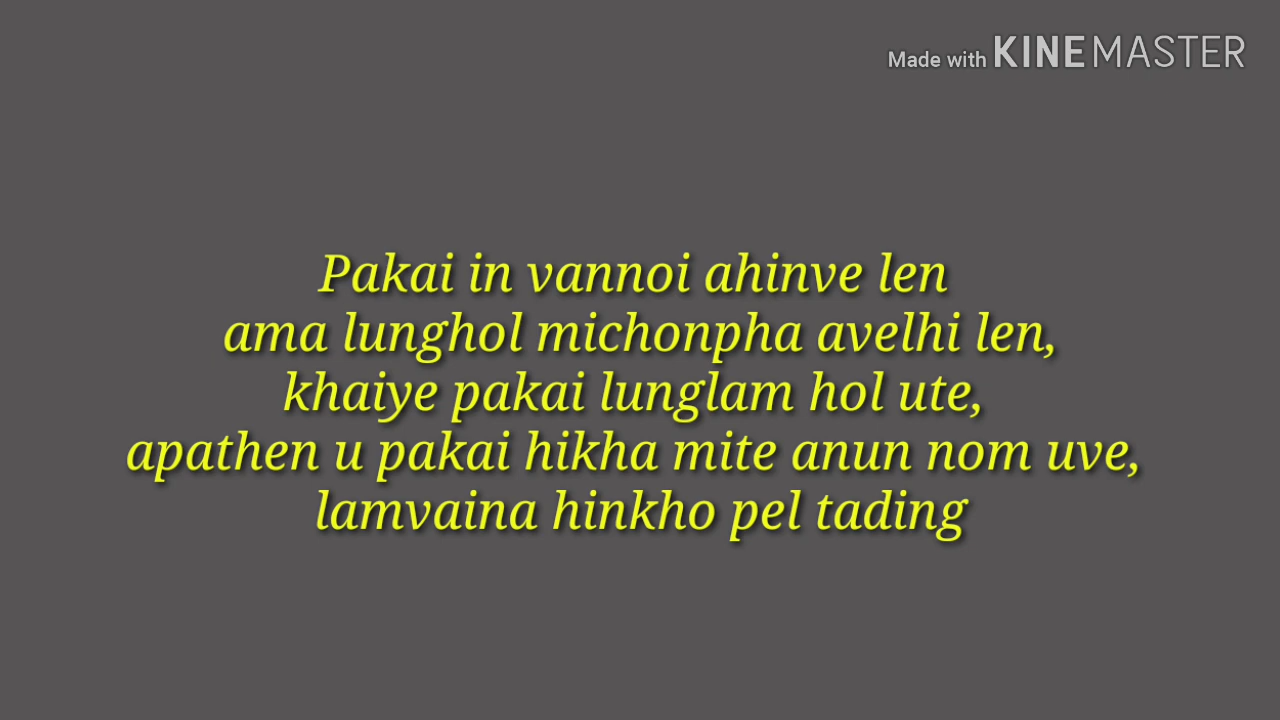 Made with KINEMASTER
Pakai in vannoi ahinve len
ama lunghol michonpha avelhi len,
khaiye pakai lunglam hol ute,
apathen u pakai hikha mite anun nom uve,
lamvaina hinkho pel tading